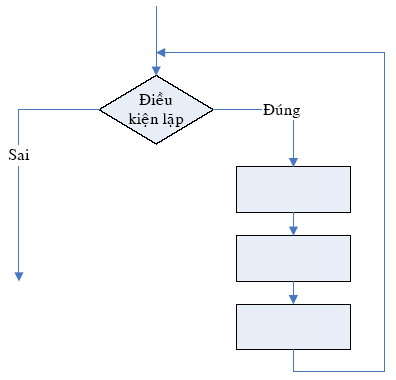 Điều
kiện lặp
Đúng
Sai